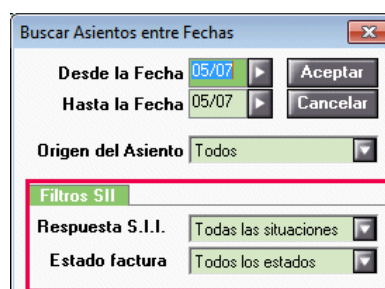 Buscar Asientos entre Fechas
Desde la Fecha 05/07 Aceptar
Hasta la Fecha 05/07 Cancelar
Origen del Asiento Todos
Filtros SII
Respuesta S.I.I. Todas las situaciones
Estado factura Todos los estados